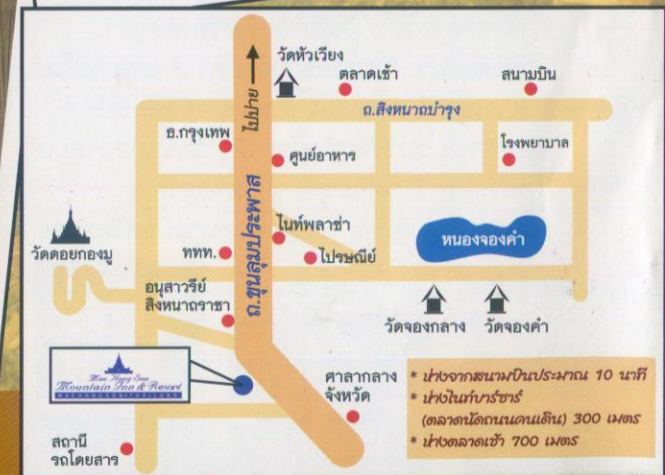 วัดหัวเวียง
ตลาดเช้า
สนามบิน
ไปปาย
ถ.สิงหนาทบำรุง
ธ.กรุงเทพ
ศูนย์อาหาร
โรงพยาบาล
ถ.ขุนลุมประพาส
ไนท์พลาซ่า
หนองจองคำ
วัดดอยกองมู
ททท.
ไปรษณีย์
อนุสาวรีย์
สิงหนาถราชา
วัดจองกลาง
วัดจองคำ
Mae Hong Son
Mountain Inn & Resort
MAEHONGSON THAILAND
ศาลากลาง
จังหวัด
* ห่างจากสนามบินประมาณ 10 นาที
* ห่างไนท์บาร์ซาร์
(ตลาดนัดถนนคนเดิน) 300 เมตร
* ห่างตลาดเช้า 700 เมตร
สถานี
รถโดยสาร